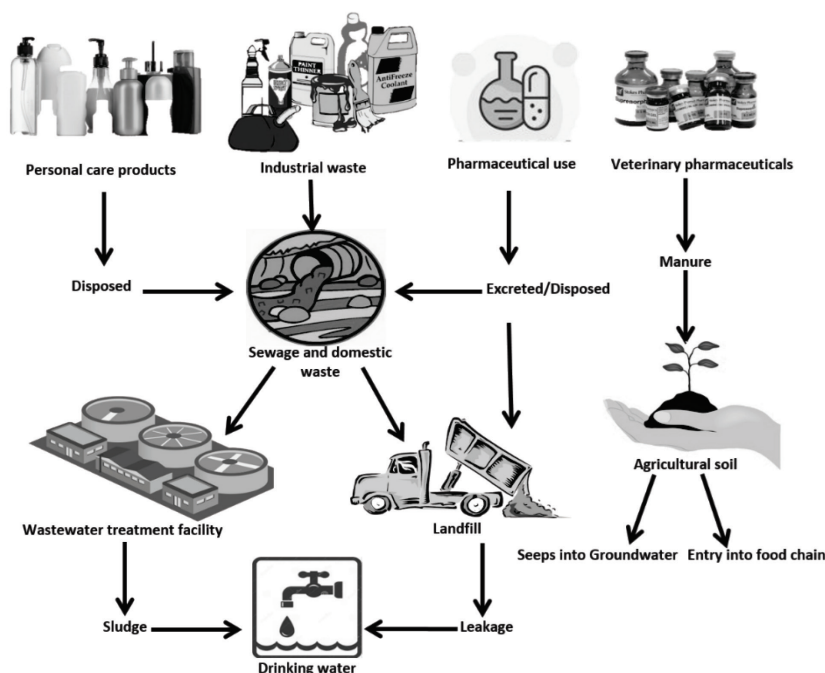 PAINT
THINNER
AntiFreeze
Coolant
Personal care products
Industrial waste
Pharmaceutical use
Veterinary pharmaceuticals
Disposed
Excreted/Disposed
Manure
Sewage and domestic
waste
Agricultural soil
Wastewater treatment facility
Landfill
Seeps into Groundwater
Entry into food chain
Sludge
Leakage
Drinking water